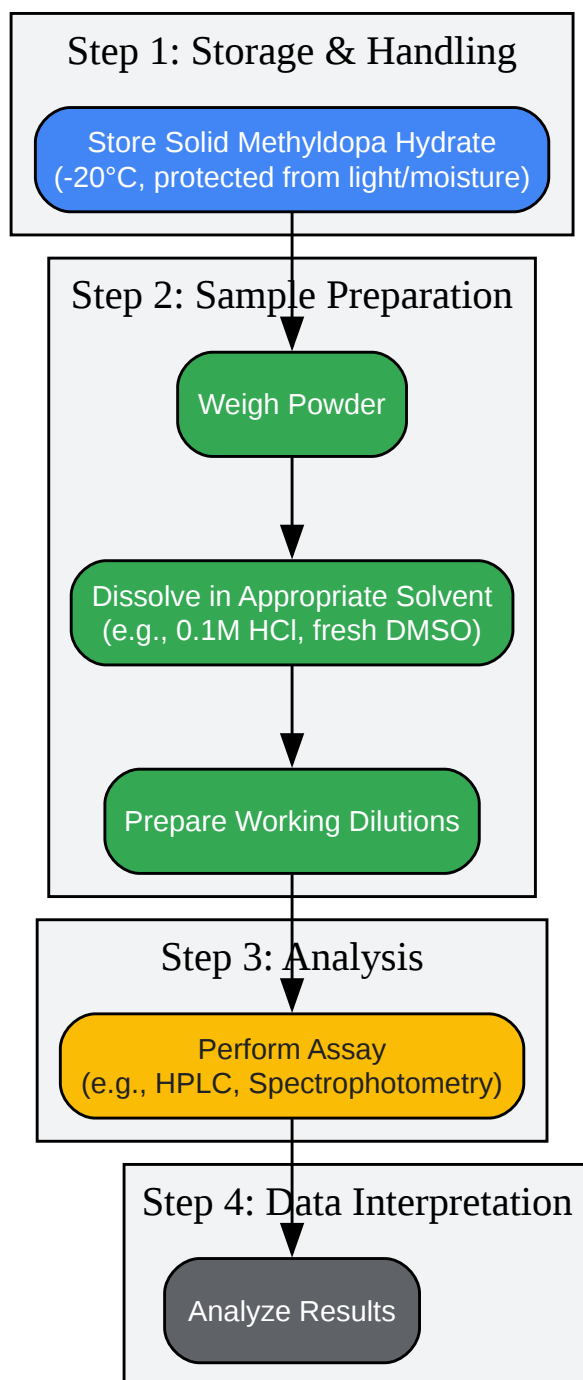 Step 1: Storage & Handling
Store Solid Methyldopa Hydrate
(-20°C, protected from light/moisture)
Step 2: Sample Preparation
Weigh Powder
Dissolve in Appropriate Solvent
(e.g., 0.1M HCl, fresh DMSO)
Prepare Working Dilutions
Step 3: Analysis
Perform Assay
(e.g., HPLC, Spectrophotometry)
Step 4: Data Interpretation
Analyze Results